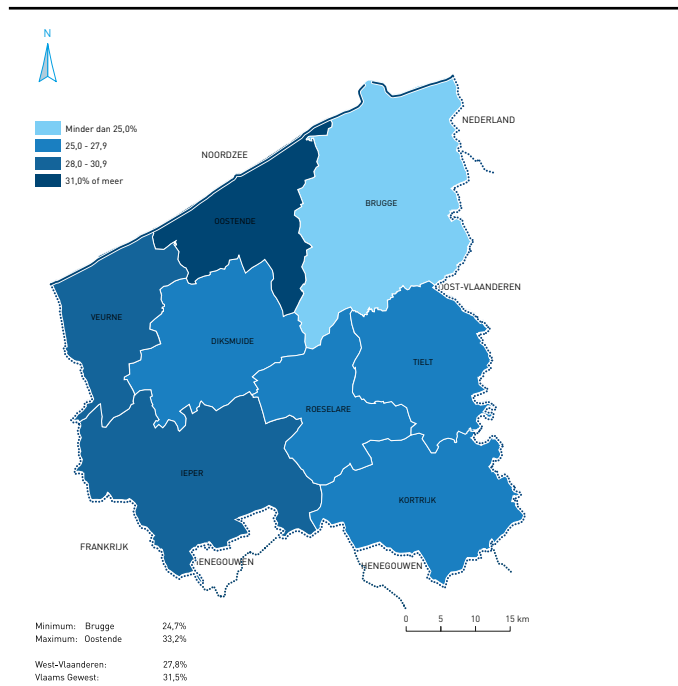 N
Minder dan 25,0%
25,0 - 27,9
28,0 - 30,9
31,0% of meer
NOORDZEE
NEDERLAND
BRUGGE
OOSTENDE
OOST-VLAANDEREN
VEURNE
DIKSMUIDE
TIELT
ROESELARE
IEPER
KORTRIJK
FRANKRIJK
HENEGOUWEN
HENEGOUWEN
0 5 10 15 km
Minimum: Brugge 24,7%
Maximum: Oostende 33,2%
West-Vlaanderen: 27,8%
Vlaams Gewest: 31,5%